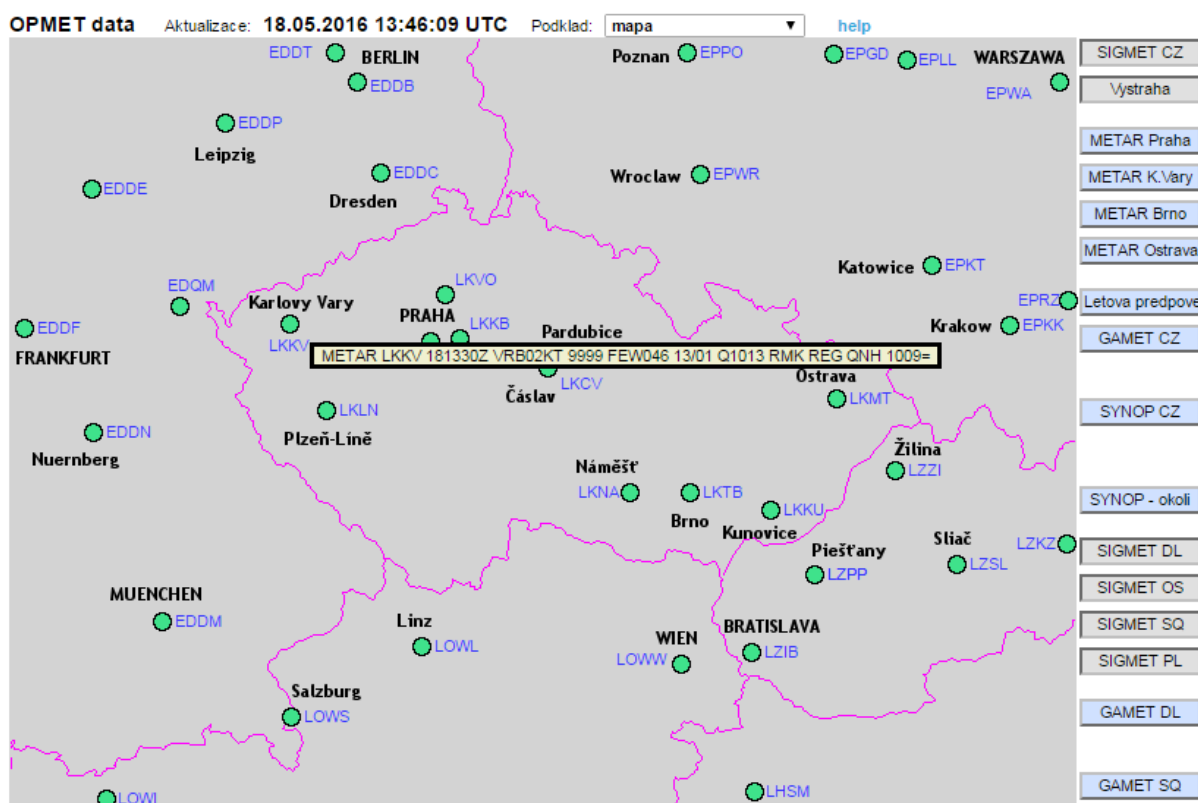 OPMET data Aktualizace: 18.05.2016 13:46:09 UTC Podklad: mapa help
EDDT
BERLIN
EDDB
Poznan EPPO
EPGD
EPLL
WARSZAWA
EPWA
EDDP
Leipzig
EDDE
EDDC
Dresden
Wroclaw EPWR
Katowice EPKT
EDQM
LKVO
Karlovy Vary
PRAHA
LKKB
LKKV
Pardubice
EPRZ
Krakow EPKK
EDDF
FRANKFURT
METAR LKKV 181330Z VRB02KT 9999 FEW046 13/01 Q1013 RMK REG QNH 1009=
LKCV
Čáslav
Ostrava
LKMT
LKLN
Plzeň-Líně
EDDN
Nuernberg
Žilina
LZZI
Náměšť
LKNA
LKTB
Brno
LKKU
Kunovice
Sliač
LZSL
LZKZ
Piešťany
LZPP
MUENCHEN
EDDM
Linz
LOWL
WIEN
LOWW
BRATISLAVA
LZIB
Salzburg
LOWS
LOWI
LHSM
SIGMET CZ
Vystraha
METAR Praha
METAR K.Vary
METAR Brno
METAR Ostrava
Letova predpove
GAMET CZ
SYNOP CZ
SYNOP - okoli
SIGMET DL
SIGMET OS
SIGMET SQ
SIGMET PL
GAMET DL
GAMET SQ